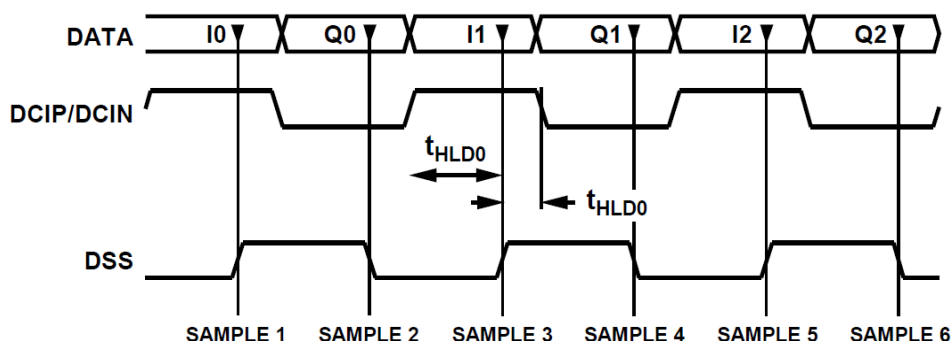 DATA I0 Q0 I1 Q1 I2 Q2
DCIP/DCIN
tHLD0
tHLD0
DSS
SAMPLE 1 SAMPLE 2 SAMPLE 3 SAMPLE 4 SAMPLE 5 SAMPLE 6